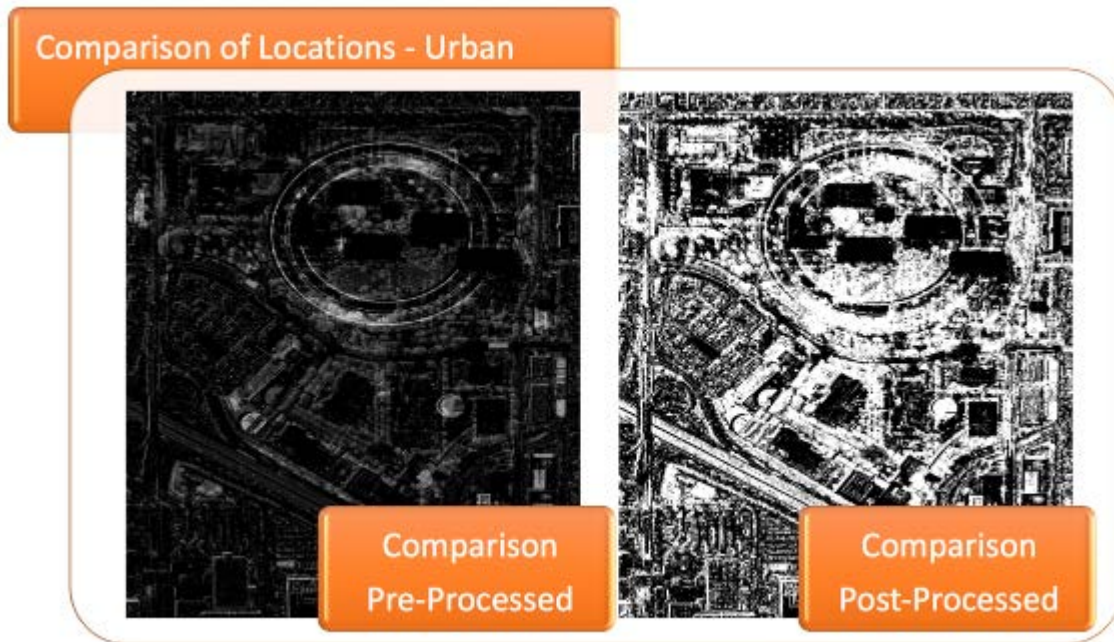 Comparison of Locations - Urban
Comparison
Pre-Processed
Comparison
Post-Processed